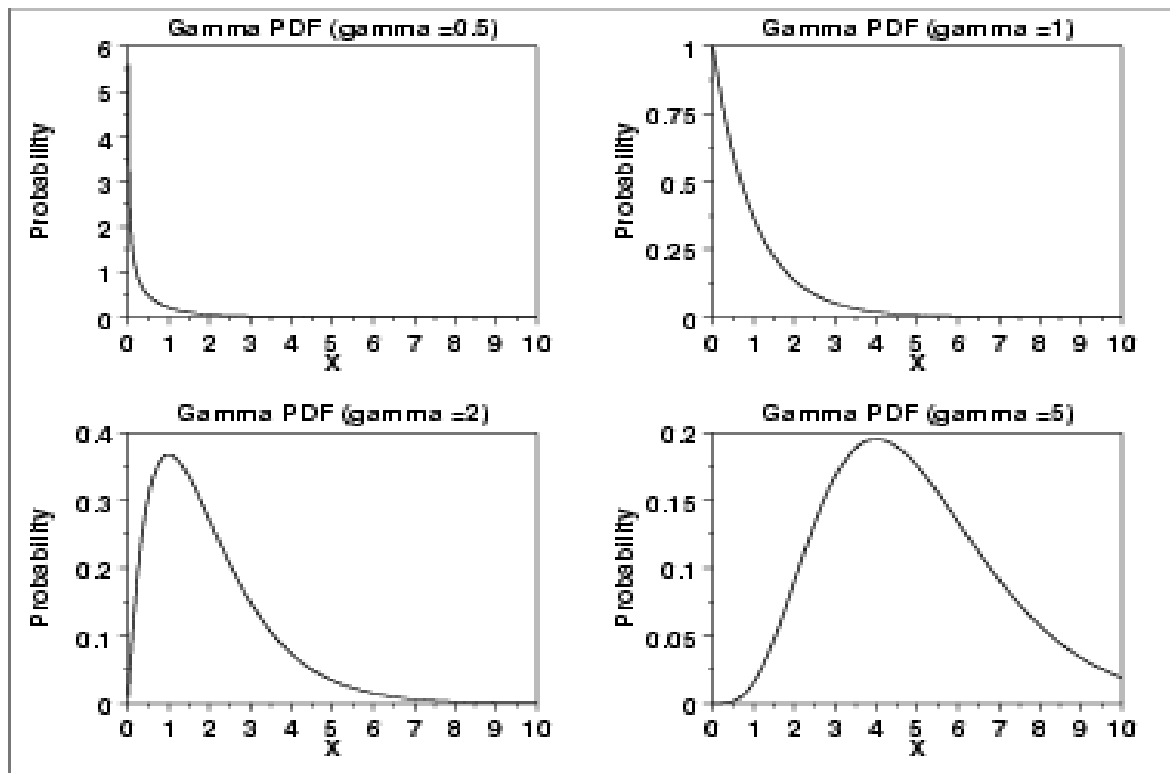 Gamma PDF (gamma =0.5)
Probability
6
5
4
3
2
1
0
0 1 2 3 4 5 6 7 8 9 10
X
Gamma PDF (gamma =1)
Probability
1
0.75
0.5
0.25
0
0 1 2 3 4 5 6 7 8 9 10
X
Gamma PDF (gamma =2)
Probability
0.4
0.3
0.2
0.1
0
0 1 2 3 4 5 6 7 8 9 10
X
Gamma PDF (gamma =5)
Probability
0.2
0.15
0.1
0.05
0
0 1 2 3 4 5 6 7 8 9 10
X